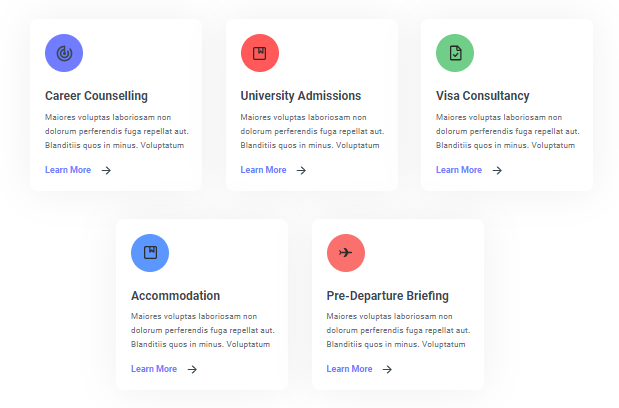 Career Counselling
Maiores voluptas laboriosam non
dolorum perferendis fuga repellat aut.
Blanditiis quos in minus. Voluptatum
Learn More
University Admissions
Maiores voluptas laboriosam non
dolorum perferendis fuga repellat aut.
Blanditiis quos in minus. Voluptatum
Learn More
Visa Consultancy
Maiores voluptas laboriosam non
dolorum perferendis fuga repellat aut.
Blanditiis quos in minus. Voluptatum
Learn More
Accommodation
Maiores voluptas laboriosam non
dolorum perferendis fuga repellat aut.
Blanditiis quos in minus. Voluptatum
Learn More
Pre-Departure Briefing
Maiores voluptas laboriosam non
dolorum perferendis fuga repellat aut.
Blanditiis quos in minus. Voluptatum
Learn More